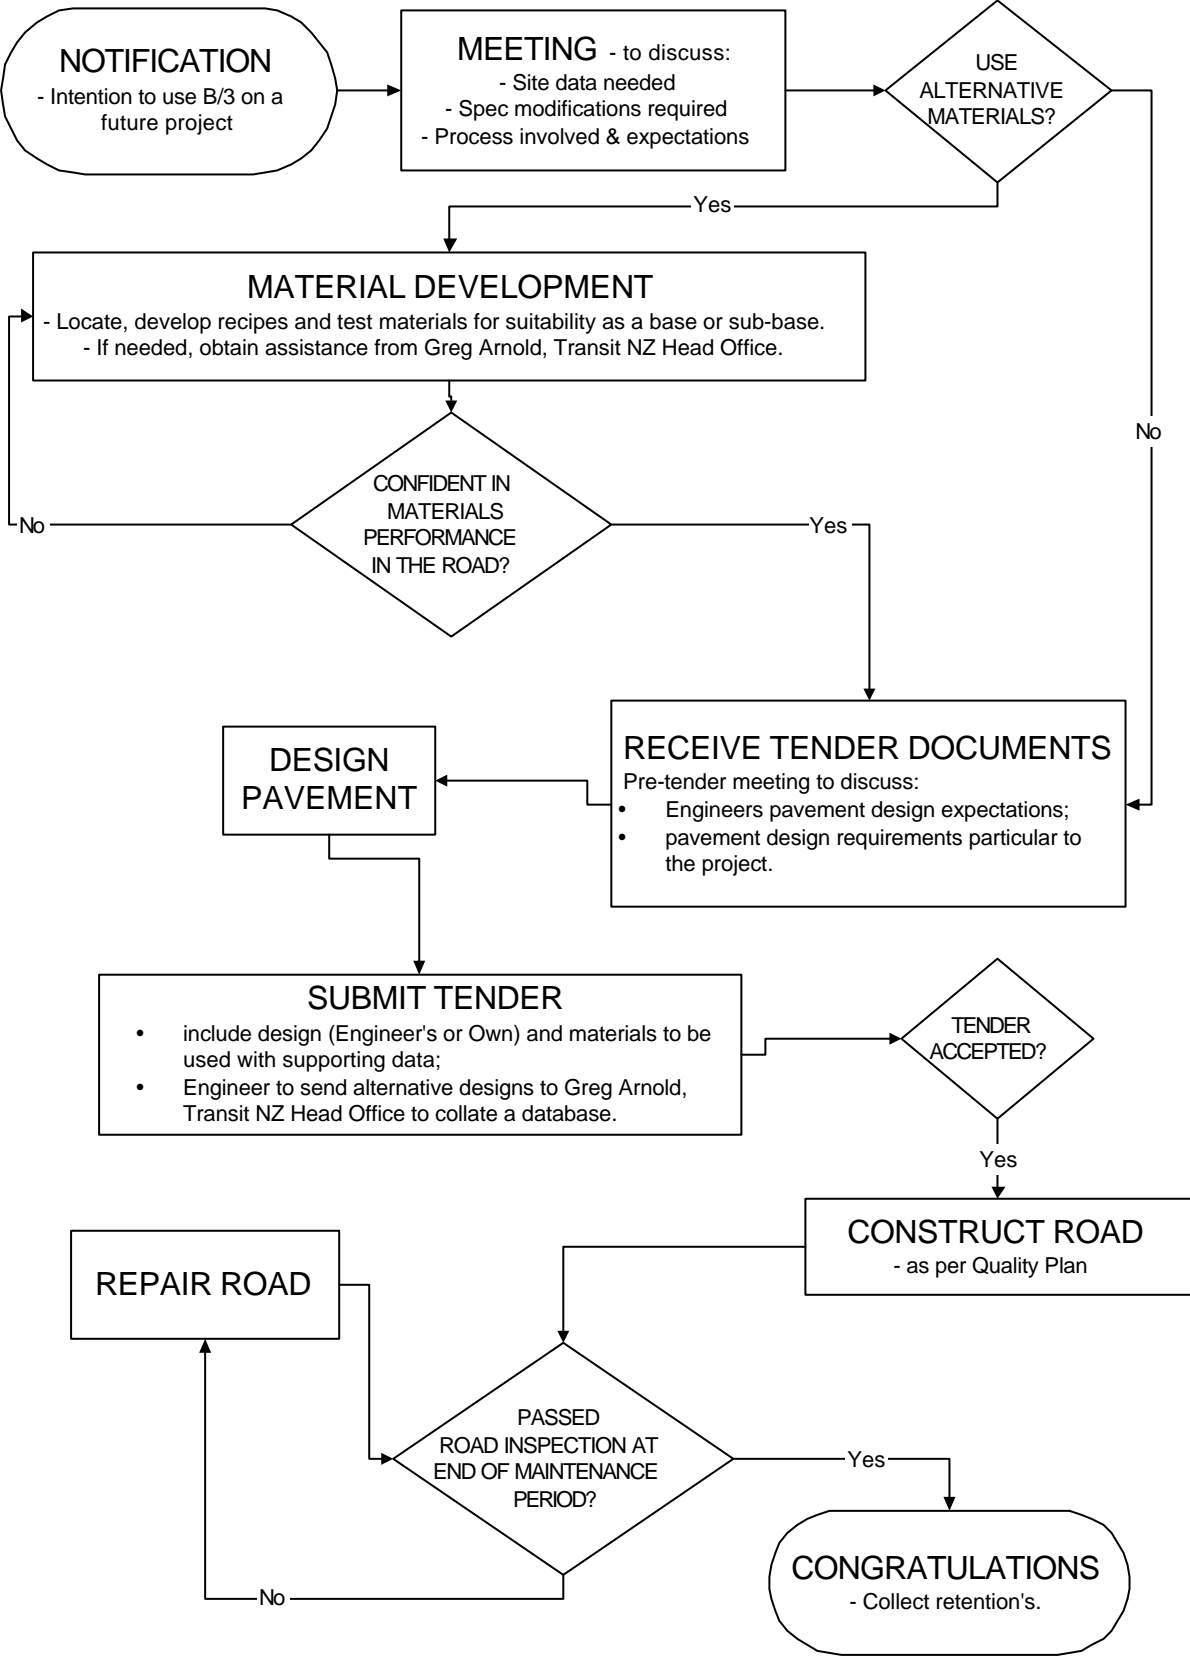 NOTIFICATION
- Intention to use B/3 on a
future project
MEETING - to discuss:
- Site data needed
- Spec modifications required
- Process involved & expectations
USE
ALTERNATIVE
MATERIALS?
Yes
No
MATERIAL DEVELOPMENT
- Locate, develop recipes and test materials for suitability as a base or sub-base.
- If needed, obtain assistance from Greg Arnold, Transit NZ Head Office.
CONFIDENT IN
MATERIALS
PERFORMANCE
IN THE ROAD?
No
Yes
RECEIVE TENDER DOCUMENTS
Pre-tender meeting to discuss:
• Engineers pavement design expectations;
• pavement design requirements particular to
the project.
DESIGN
PAVEMENT
SUBMIT TENDER
• include design (Engineer's or Own) and materials to be
used with supporting data;
• Engineer to send alternative designs to Greg Arnold,
Transit NZ Head Office to collate a database.
TENDER
ACCEPTED?
Yes
CONSTRUCT ROAD
- as per Quality Plan
REPAIR ROAD
PASSED
ROAD INSPECTION AT
END OF MAINTENANCE
PERIOD?
Yes
No
CONGRATULATIONS
- Collect retention's.